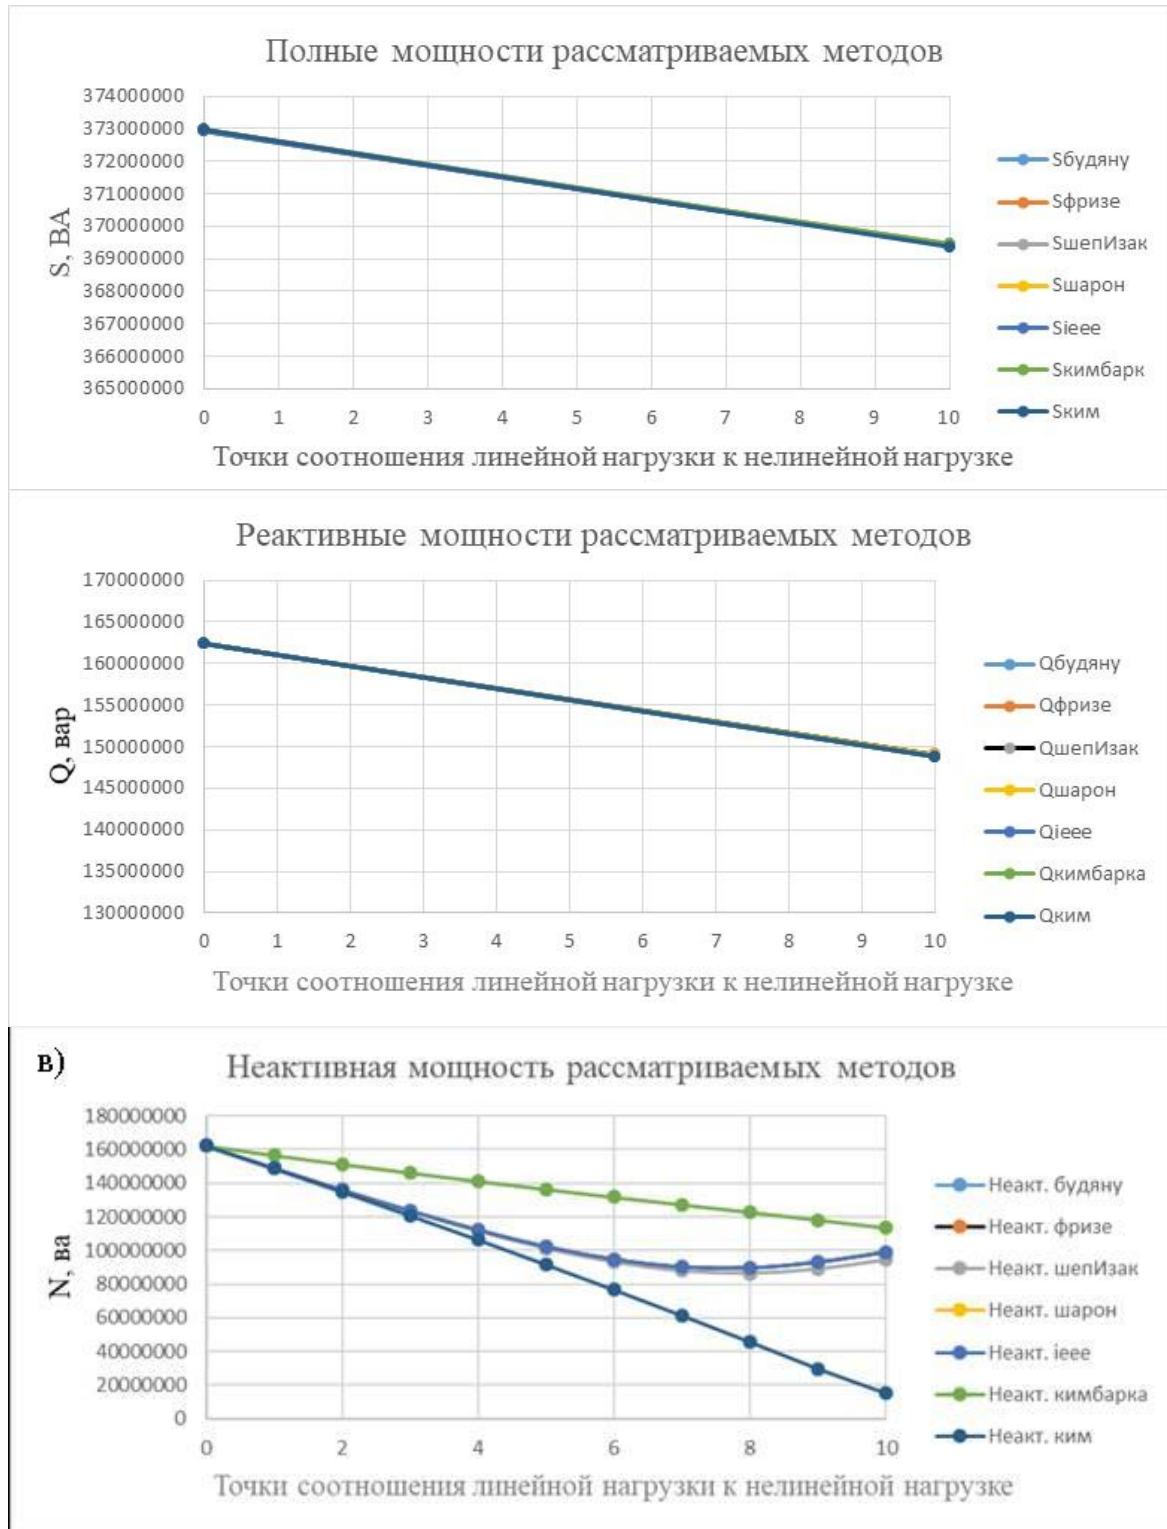 Полные мощности рассматриваемых методов
374000000
373000000
372000000
371000000
370000000
369000000
368000000
367000000
366000000
365000000
S, ВА
0 1 2 3 4 5 6 7 8 9 10
Точки соотношения линейной нагрузки к нелинейной нагрузке
Sбудяну
Sфризе
SшепИзак
Sшарон
Sieee
Sкимбарк
Sким
Реактивные мощности рассматриваемых методов
170000000
165000000
160000000
155000000
150000000
145000000
140000000
135000000
130000000
Q, вар
0 1 2 3 4 5 6 7 8 9 10
Точки соотношения линейной нагрузки к нелинейной нагрузке
Qбудяну
Qфризе
QшепИзак
Qшарон
Qieee
Qкимбарка
Qким
в)
Неактивная мощность рассматриваемых методов
180000000
160000000
140000000
120000000
100000000
80000000
60000000
40000000
20000000
0
N, ва
0 2 4 6 8 10
Точки соотношения линейной нагрузки к нелинейной нагрузке
Неакт. будяну
Неакт. фризе
Неакт. шепИзак
Неакт. шарон
Неакт. ieee
Неакт. кимбарка
Неакт. ким